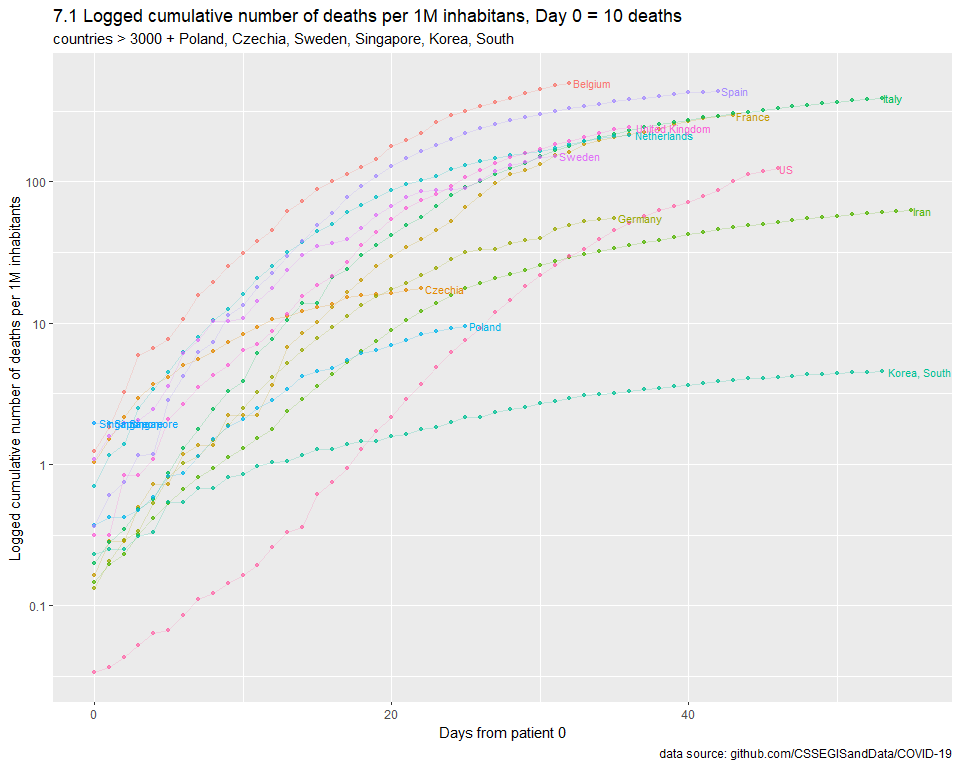 7.1 Logged cumulative number of deaths per 1M inhabitans, Day 0 = 10 deaths
countries > 3000 + Poland, Czechia, Sweden, Singapore, Korea, South
Logged cumulative number of deaths per 1M inhabitants
100
10
1
0.1
Belgium
Spain
Italy
France
United Kingdom
Netherlands
Sweden
US
Iran
Germany
Czechia
Poland
Korea, South
Singapore
0
20
40
Days from patient 0
data source: github.com/CSSEGISandData/COVID-19